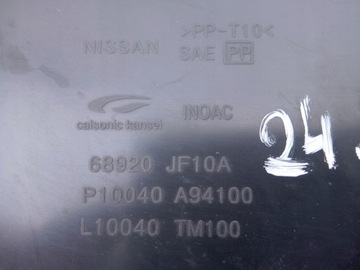 NISSAN >PP-T10<
SAE PP
calsonic kansei INOAC
68920 JF10A
P10040 A94100
L10040 TM100
24